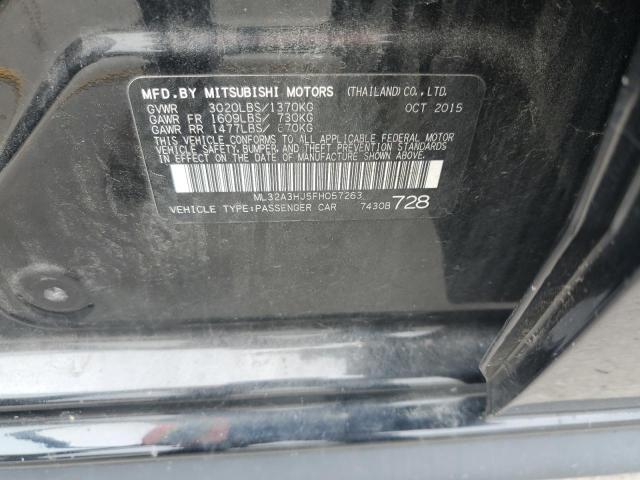 MFD.BY MITSUBISHI MOTORS (THAILAND) CO.,LTD.
GVWR 3020LBS/1370KG OCT 2015
GAWR FR 1609LBS/ 730KG
GAWR RR 1477LBS/ 670KG
THIS VEHICLE CONFORMS TO ALL APPLICABLE FEDERAL MOTOR
VEHICLE SAFETY, BUMPER, AND THEFT PREVENTION STANDARDS
IN EFFECT ON THE DATE OF MANUFACTURE SHOWN ABOVE.
ML32A3HJ5FH057263
VEHICLE TYPE:PASSENGER CAR 7430B 728